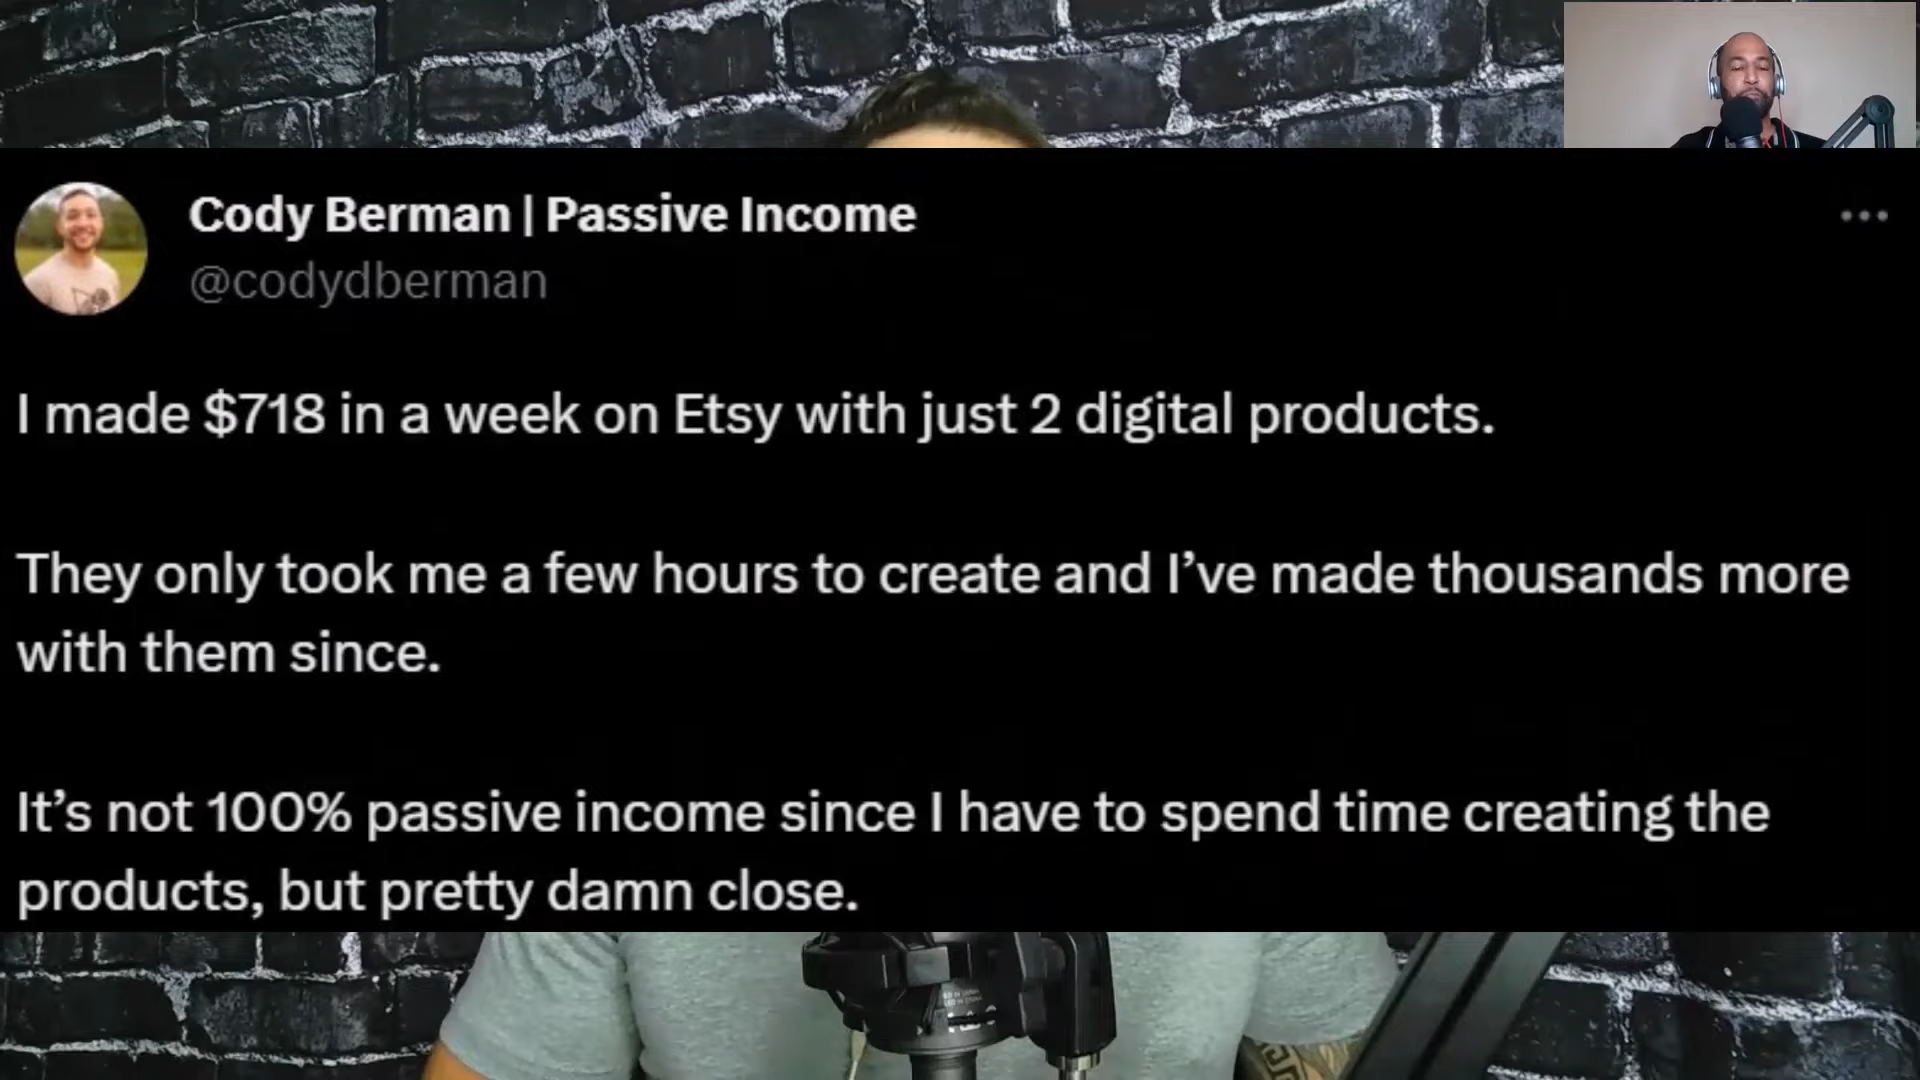 Cody Berman | Passive Income
@codydberman
I made $718 in a week on Etsy with just 2 digital products.
They only took me a few hours to create and I’ve made thousands more
with them since.
It’s not 100% passive income since I have to spend time creating the
products, but pretty damn close.